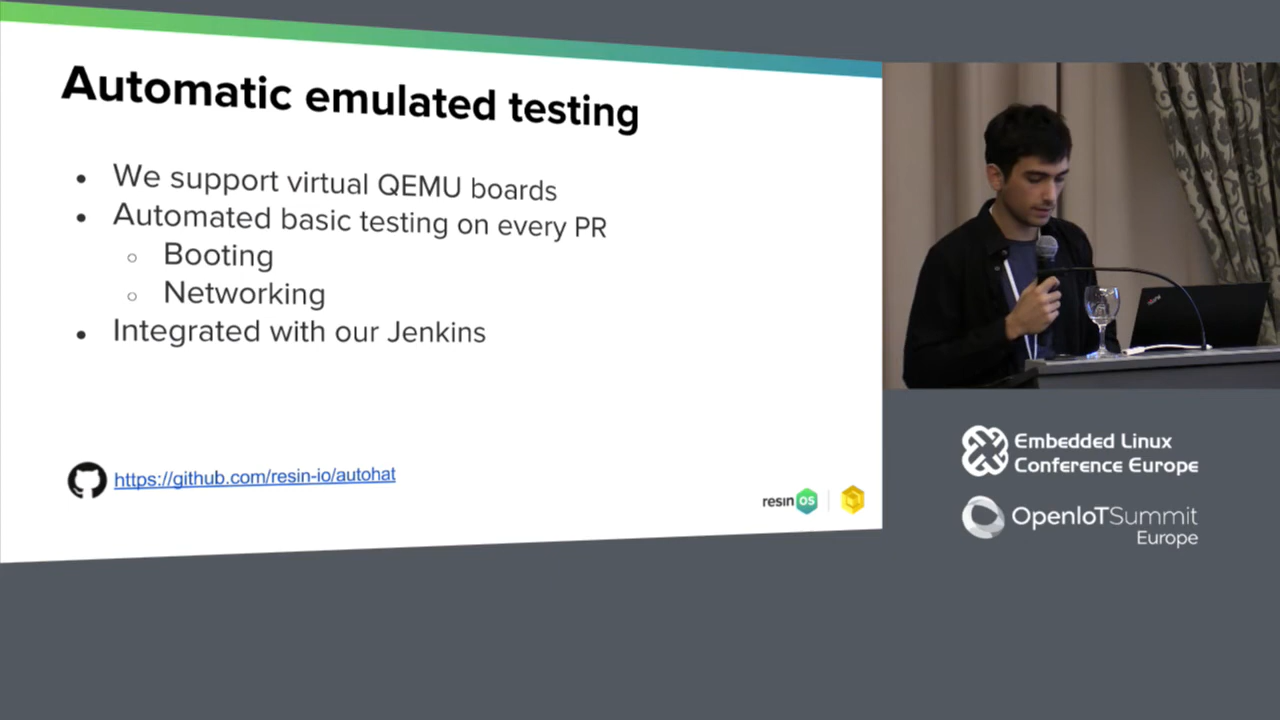 Automatic emulated testing
• We support virtual QEMU boards
• Automated basic testing on every PR
○ Booting
○ Networking
• Integrated with our Jenkins
https://github.com/resin-io/autohat
resin OS
Embedded Linux
Conference Europe
OpenIoTSummit
Europe